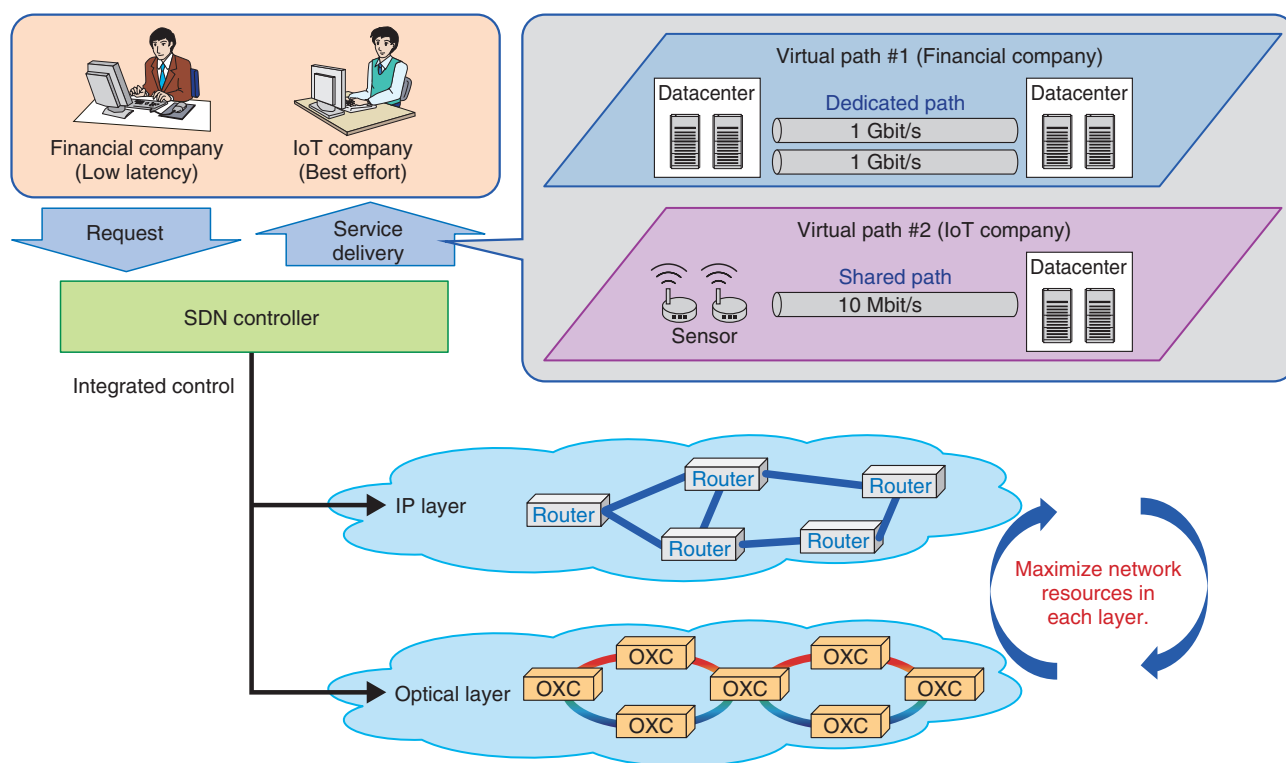 Financial company
(Low latency)
IoT company
(Best effort)
Request
Service
delivery
SDN controller
Integrated control
Virtual path #1 (Financial company)
Datacenter
Dedicated path
1 Gbit/s
1 Gbit/s
Datacenter
Virtual path #2 (IoT company)
Sensor
Shared path
10 Mbit/s
Datacenter
IP layer
Router
Router
Router
Router
Router
Maximize network
resources in
each layer.
Optical layer
OXC
OXC
OXC
OXC
OXC
OXC
OXC